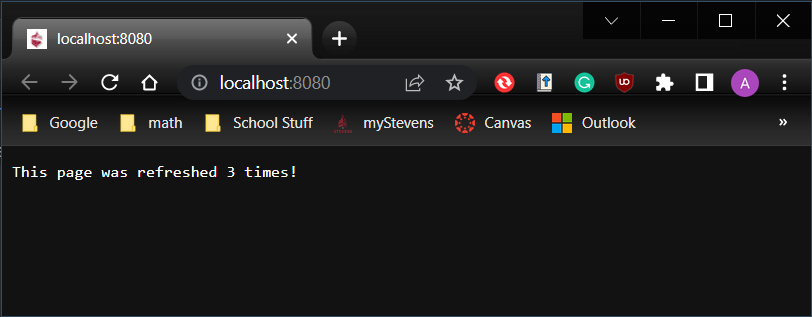 localhost:8080
localhost:8080
A
Google math School Stuff myStevens Canvas Outlook »
This page was refreshed 3 times!